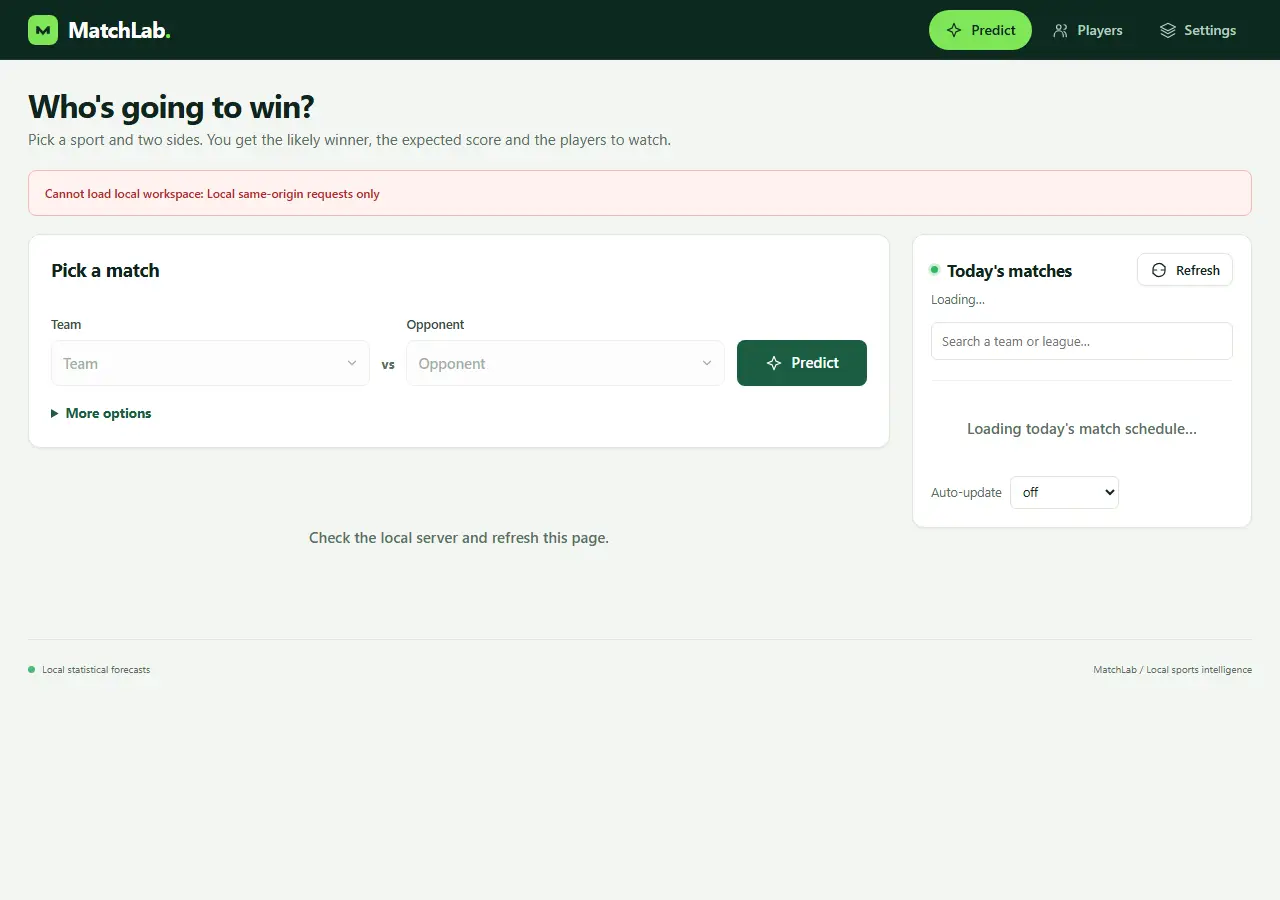 MatchLab.
Predict
Players
Settings
Who's going to win?
Pick a sport and two sides. You get the likely winner, the expected score and the players to watch.
Cannot load local workspace: Local same-origin requests only
Pick a match
Team
Opponent
Team
vs
Opponent
Predict
More options
Today's matches
Refresh
Loading...
Search a team or league...
Loading today's match schedule...
Auto-update
off
Check the local server and refresh this page.
Local statistical forecasts
MatchLab / Local sports intelligence